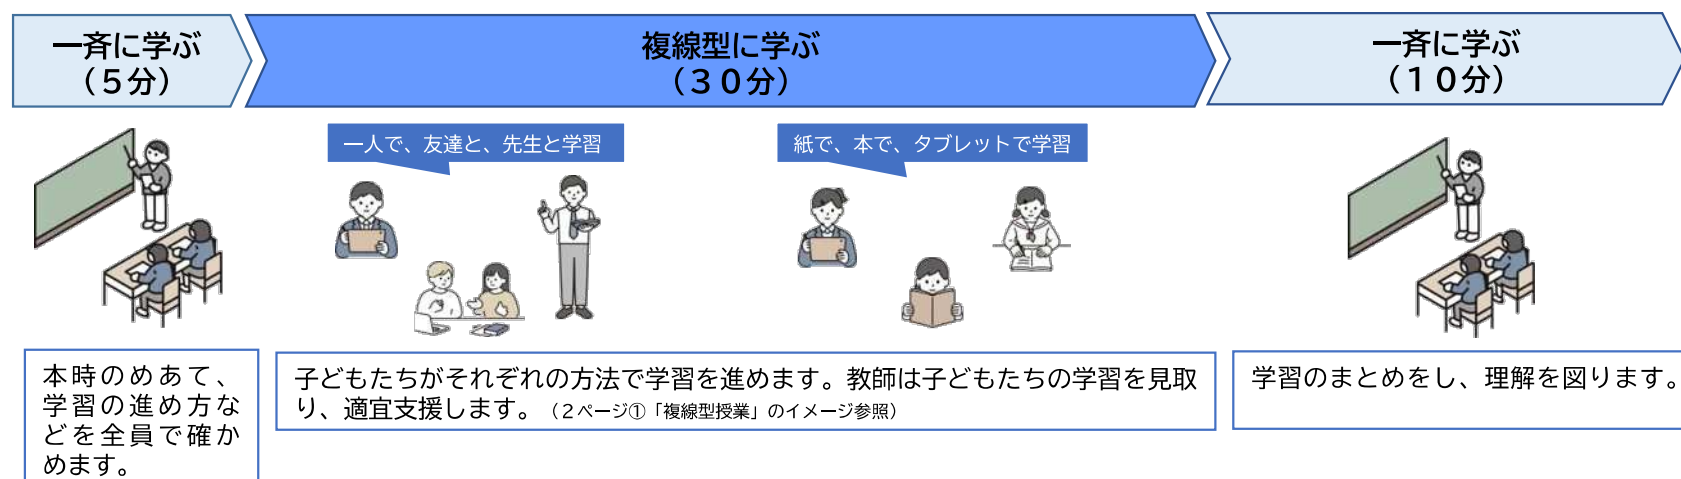 一斉に学ぶ
（５分）
複線型に学ぶ
（３０分）
一斉に学ぶ
（１０分）
一人で、友達と、先生と学習
紙で、本で、タブレットで学習
本時のめあて、
学習の進め方な
どを全員で確か
めます。
子どもたちがそれぞれの方法で学習を進めます。教師は子どもたちの学習を見取
り、適宜支援します。（２ページ①「複線型授業」のイメージ参照）
学習のまとめをし、理解を図ります。